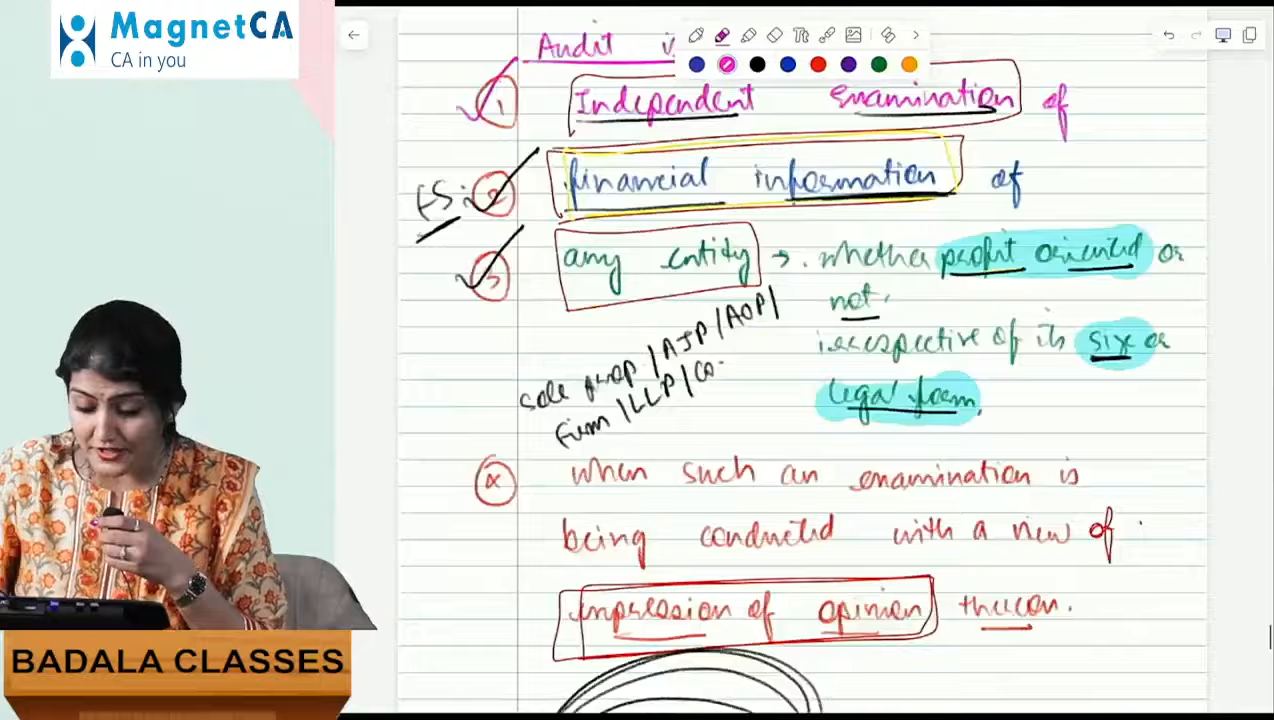 MagnetCA
CA in you
Audit
① Independent examination of
FS: ② financial information of
③ any entity → whether profit oriented or
not.
irrespective of its size or
legal form.
Sole prop / AJP / AOP /
Firm / LLP / Co.
when such an examination is
being conducted with a view of
expression of opinion thereon.
BADALA CLASSES